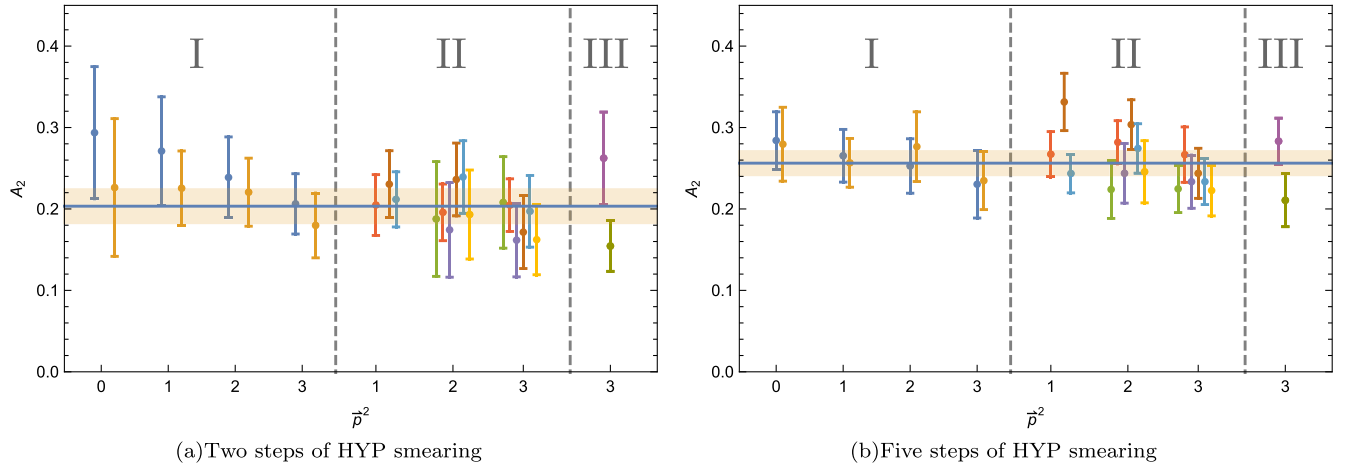 I II III
0.4
0.3
A2
0.2
0.1
0.0
0 1 2 3 1 2 3 3
p⃗ 2
(a)Two steps of HYP smearing
I II III
0.4
0.3
A2
0.2
0.1
0.0
0 1 2 3 1 2 3 3
p⃗ 2
(b)Five steps of HYP smearing